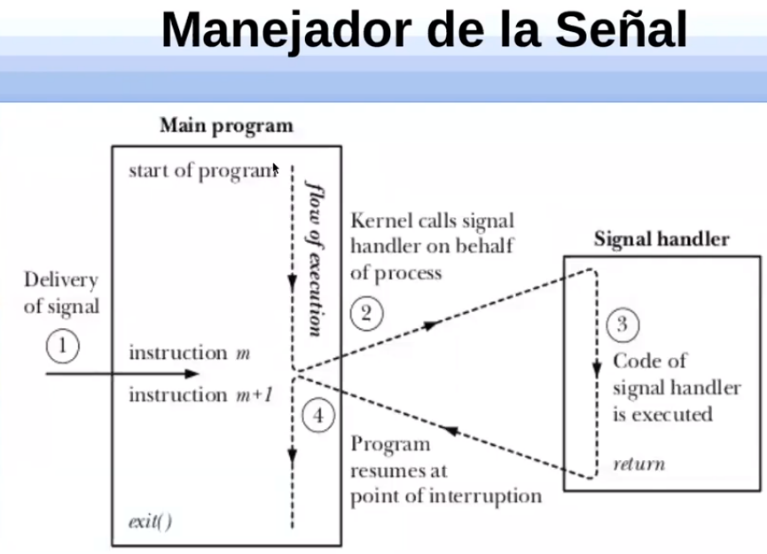 Manejador de la Señal
Main program
start of program
flow of execution
Kernel calls signal
handler on behalf
of process
2
Signal handler
Delivery
of signal
1
3
Code of
signal handler
is executed
return
instruction m
instruction m+1
4
Program
resumes at
point of interruption
exit()